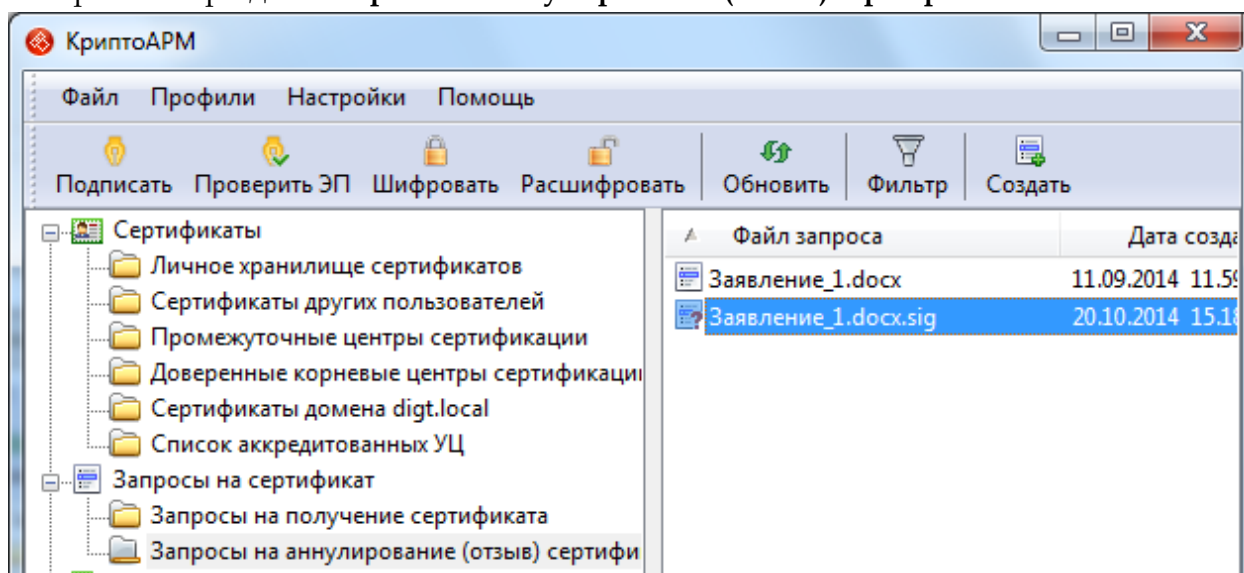 КриптоАРМ
Файл Профили Настройки Помощь
Подписать Проверить ЭП Шифровать Расшифровать Обновить Фильтр Создать
Сертификаты
Личное хранилище сертификатов
Сертификаты других пользователей
Промежуточные центры сертификации
Доверенные корневые центры сертификации
Сертификаты домена digt.local
Список аккредитованных УЦ
Запросы на сертификат
Запросы на получение сертификата
Запросы на аннулирование (отзыв) сертифи
Файл запроса Дата созда
Заявление_1.docx 11.09.2014 11.59
Заявление_1.docx.sig 20.10.2014 15.18